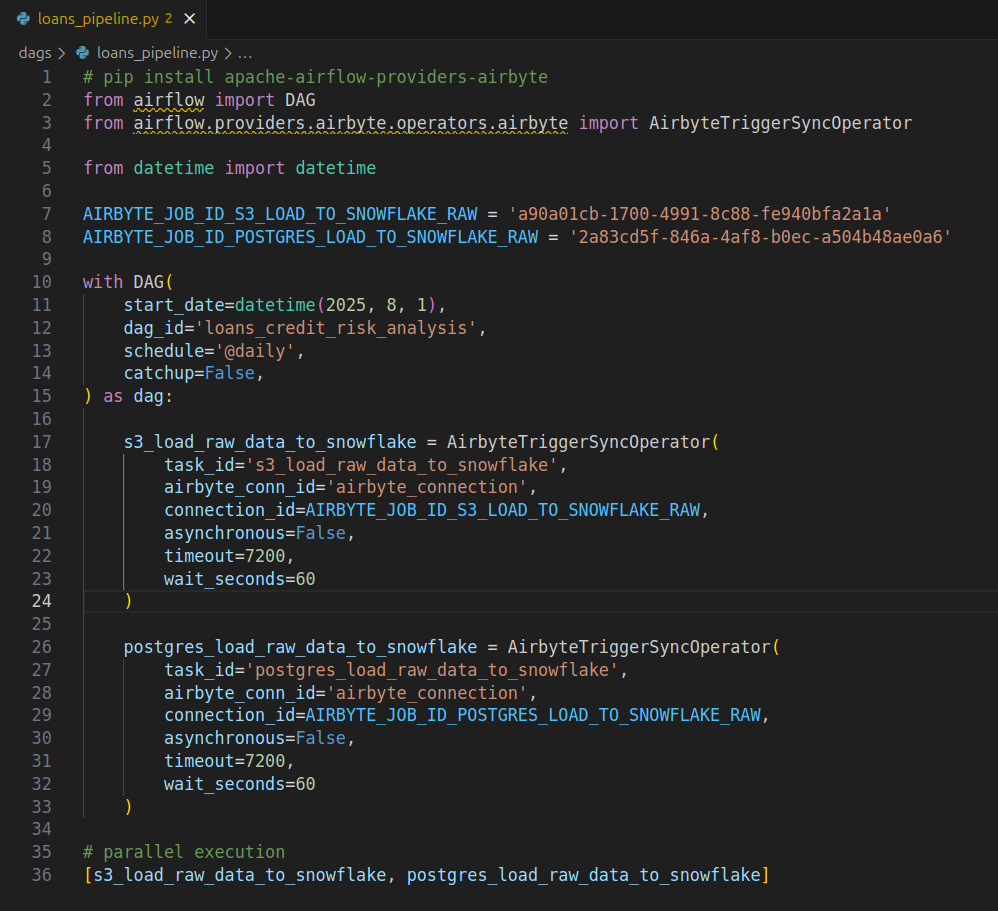 loans_pipeline.py 2 ×
dags > loans_pipeline.py > ...
1 # pip install apache-airflow-providers-airbyte
2 from airflow import DAG
3 from airflow.providers.airbyte.operators.airbyte import AirbyteTriggerSyncOperator
4
5 from datetime import datetime
6
7 AIRBYTE_JOB_ID_S3_LOAD_TO_SNOWFLAKE_RAW = 'a90a01cb-1700-4991-8c88-fe940bfa2a1a'
8 AIRBYTE_JOB_ID_POSTGRES_LOAD_TO_SNOWFLAKE_RAW = '2a83cd5f-846a-4af8-b0ec-a504b48ae0a6'
9
10 with DAG(
11     start_date=datetime(2025, 8, 1),
12     dag_id='loans_credit_risk_analysis',
13     schedule='@daily',
14     catchup=False,
15 ) as dag:
16
17     s3_load_raw_data_to_snowflake = AirbyteTriggerSyncOperator(
18         task_id='s3_load_raw_data_to_snowflake',
19         airbyte_conn_id='airbyte_connection',
20         connection_id=AIRBYTE_JOB_ID_S3_LOAD_TO_SNOWFLAKE_RAW,
21         asynchronous=False,
22         timeout=7200,
23         wait_seconds=60
24     )
25
26     postgres_load_raw_data_to_snowflake = AirbyteTriggerSyncOperator(
27         task_id='postgres_load_raw_data_to_snowflake',
28         airbyte_conn_id='airbyte_connection',
29         connection_id=AIRBYTE_JOB_ID_POSTGRES_LOAD_TO_SNOWFLAKE_RAW,
30         asynchronous=False,
31         timeout=7200,
32         wait_seconds=60
33     )
34
35 # parallel execution
36 [s3_load_raw_data_to_snowflake, postgres_load_raw_data_to_snowflake]